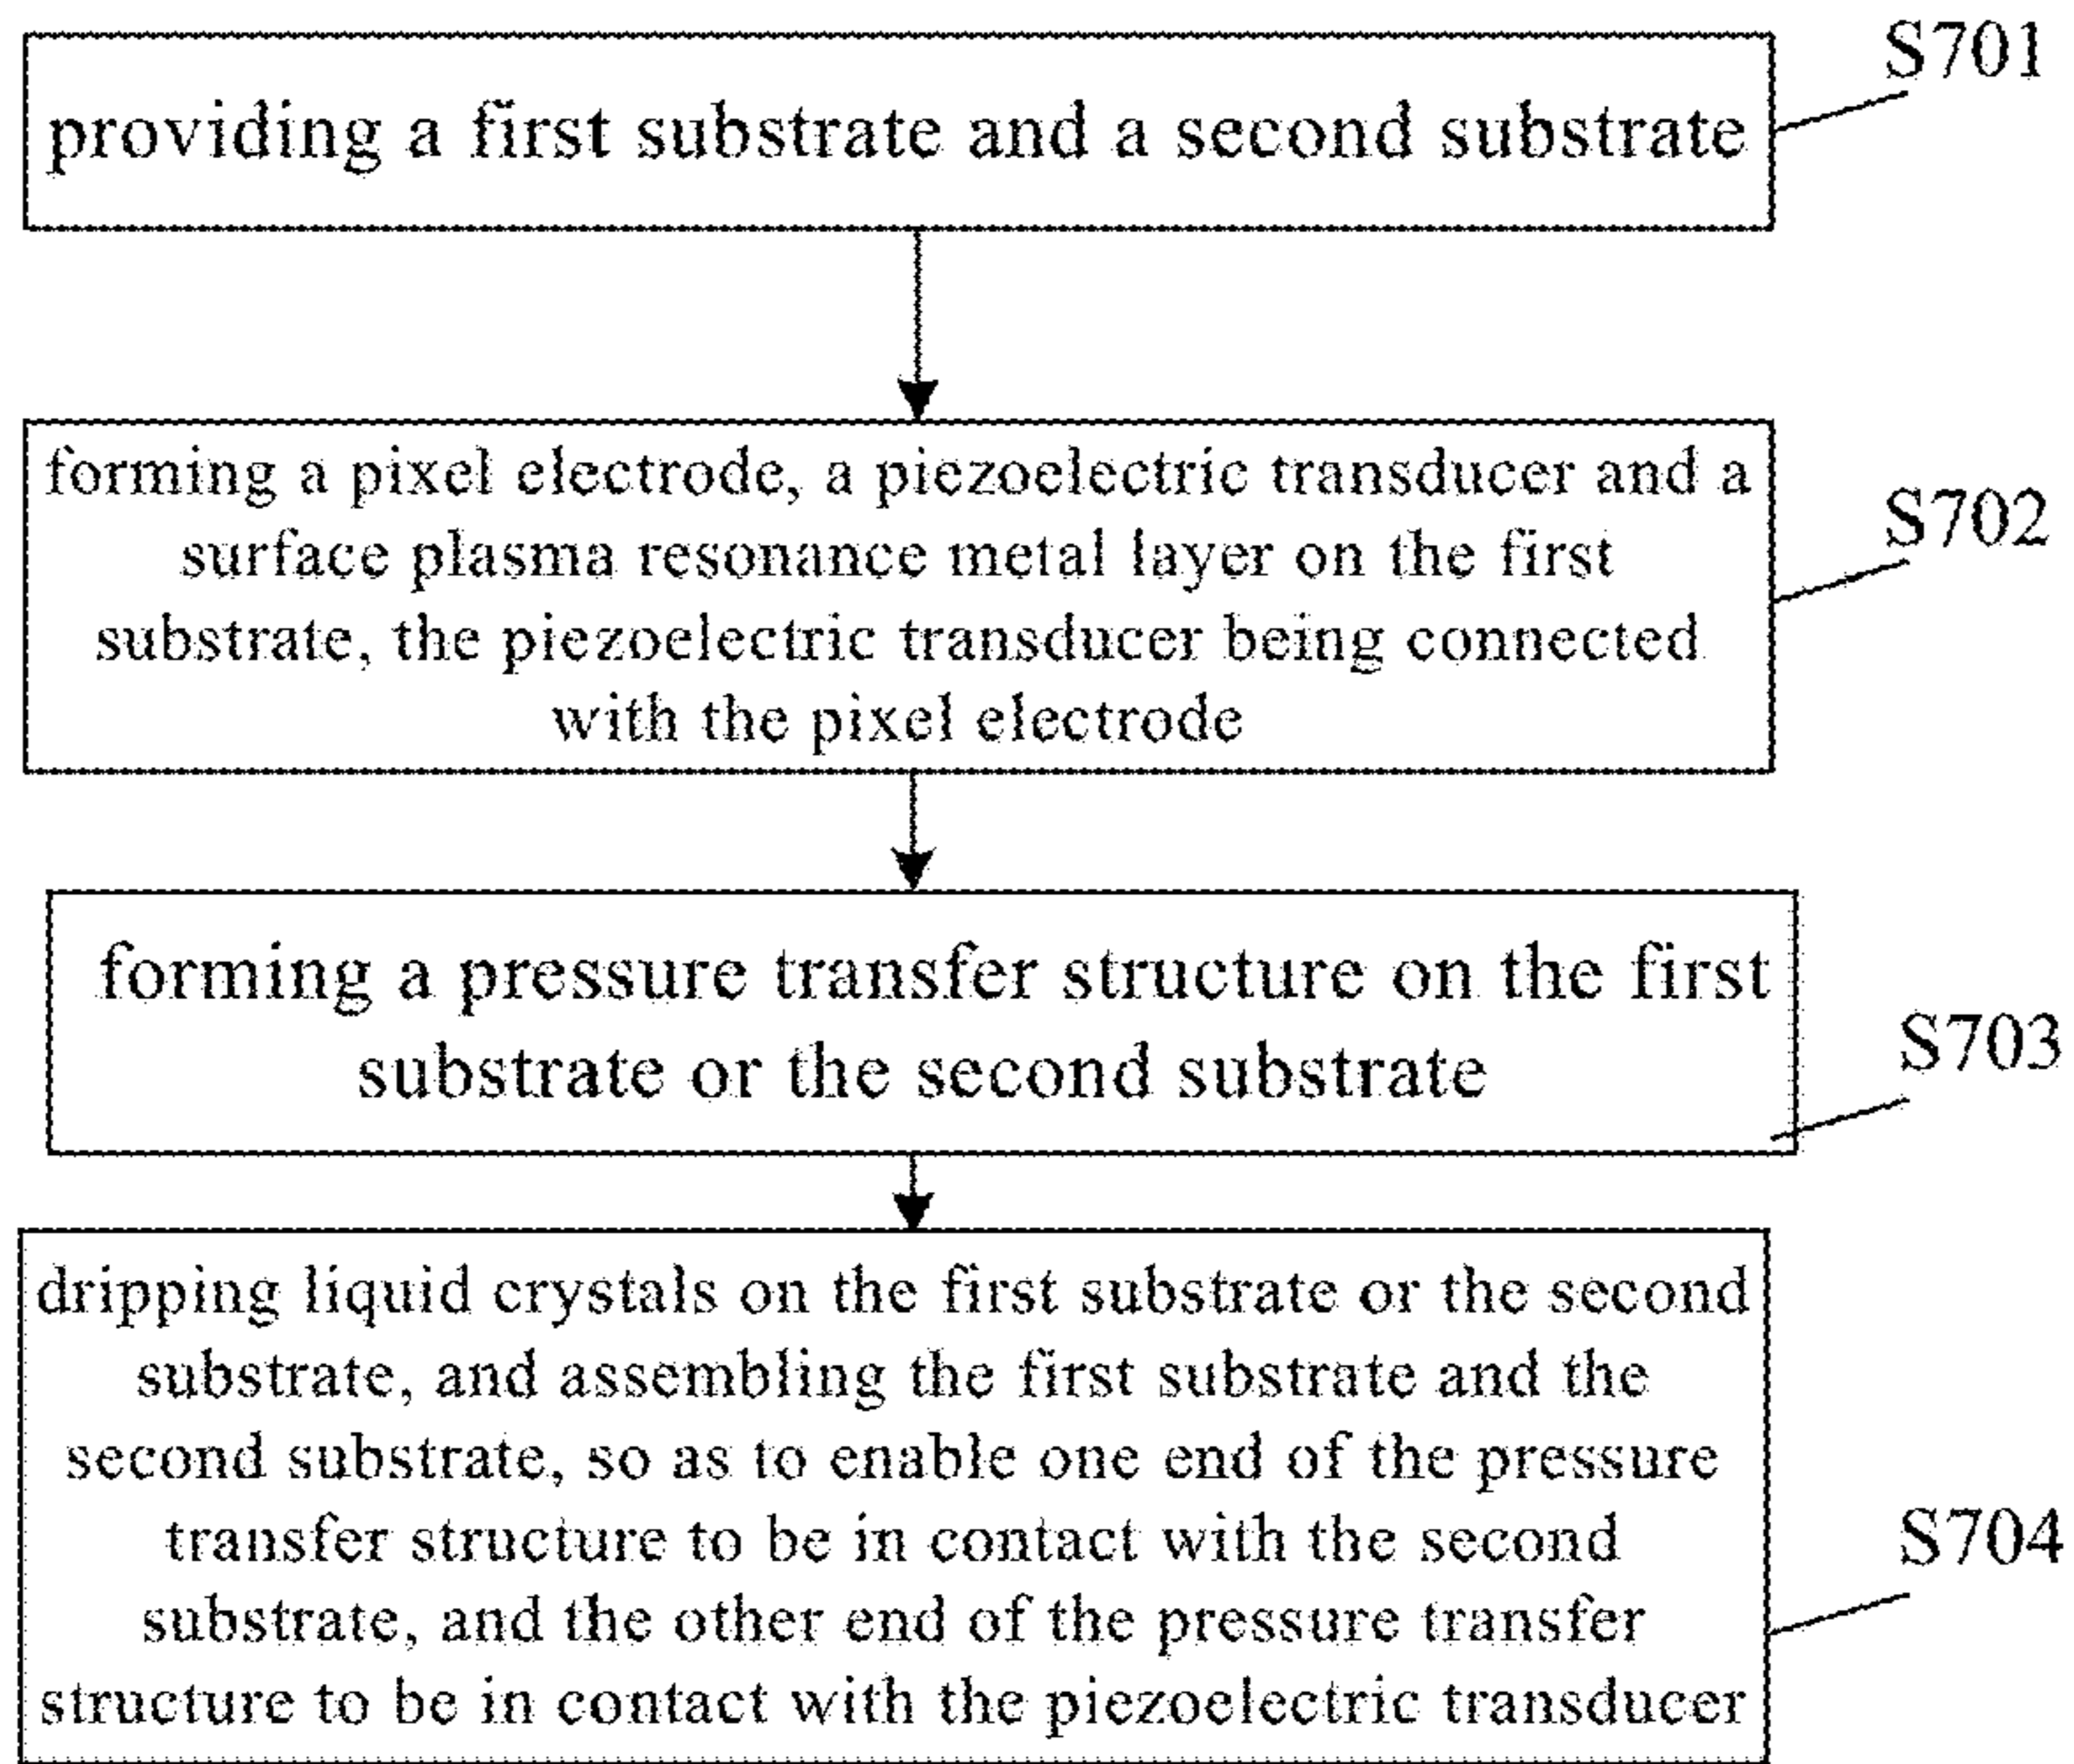 S701
providing a first substrate and a second substrate
forming a pixel electrode, a piezoelectric transducer and a
surface plasma resonance metal layer on the first
substrate, the piezoelectric transducer being connected
with the pixel electrode
S702
forming a pressure transfer structure on the first
substrate or the second substrate
S703
dripping liquid crystals on the first substrate or the second
substrate, and assembling the first substrate and the
second substrate, so as to enable one end of the pressure
transfer structure to be in contact with the second
substrate, and the other end of the pressure transfer
structure to be in contact with the piezoelectric transducer
S704